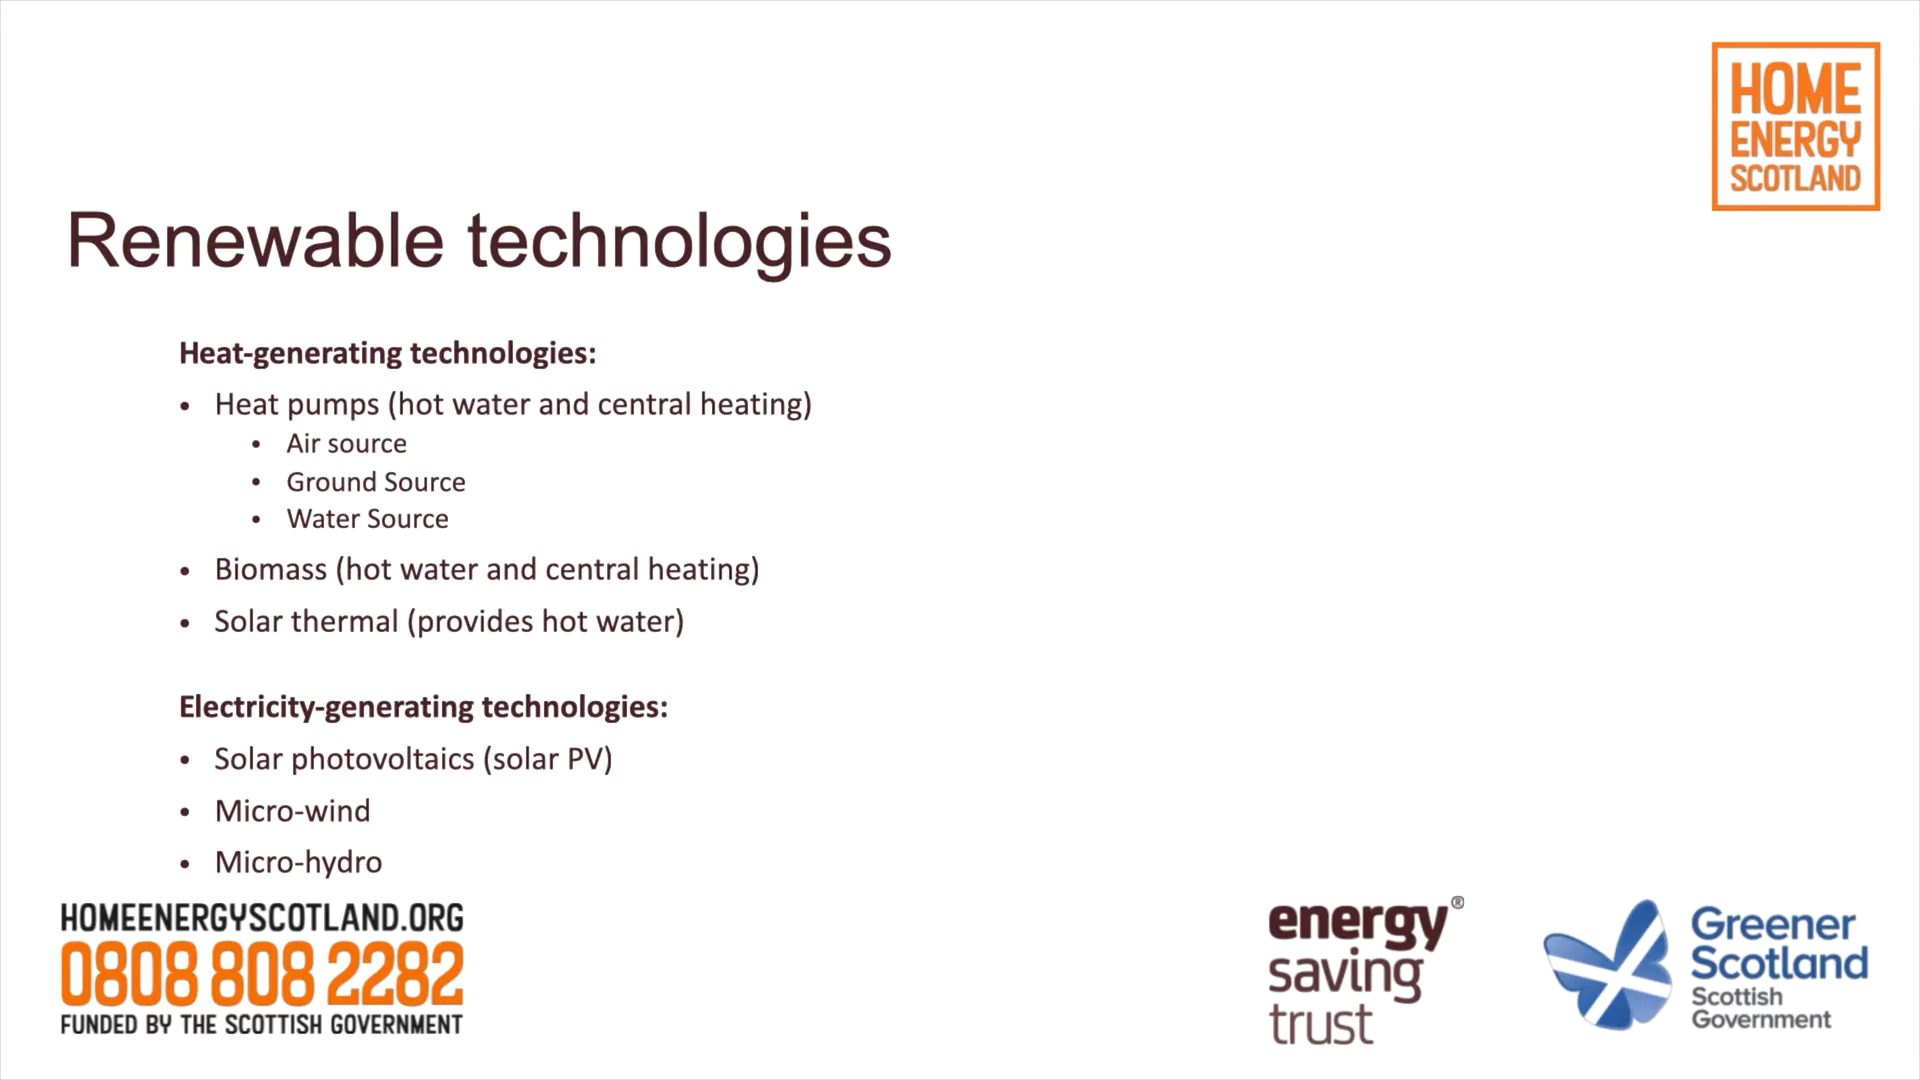 HOME
ENERGY
SCOTLAND
Renewable technologies
Heat-generating technologies:
• Heat pumps (hot water and central heating)
• Air source
• Ground Source
• Water Source
• Biomass (hot water and central heating)
• Solar thermal (provides hot water)
Electricity-generating technologies:
• Solar photovoltaics (solar PV)
• Micro-wind
• Micro-hydro
HOMEENERGYSCOTLAND.ORG
0808 808 2282
FUNDED BY THE SCOTTISH GOVERNMENT
energy®
saving
trust
Greener
Scotland
Scottish
Government